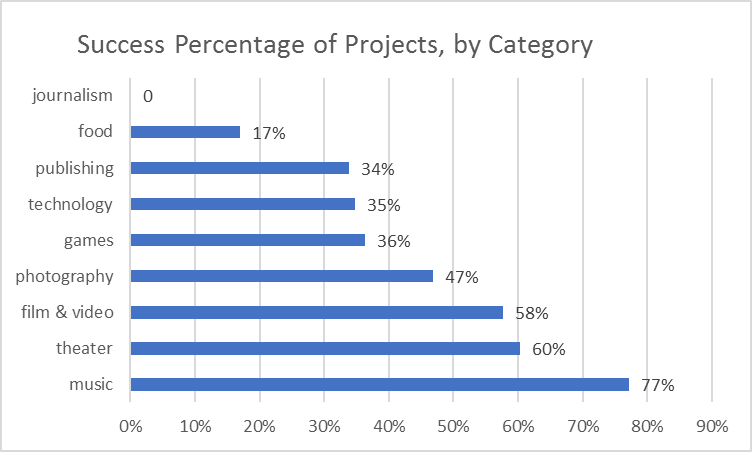 Success Percentage of Projects, by Category
journalism 0
food 17%
publishing 34%
technology 35%
games 36%
photography 47%
film & video 58%
theater 60%
music 77%
0% 10% 20% 30% 40% 50% 60% 70% 80% 90%